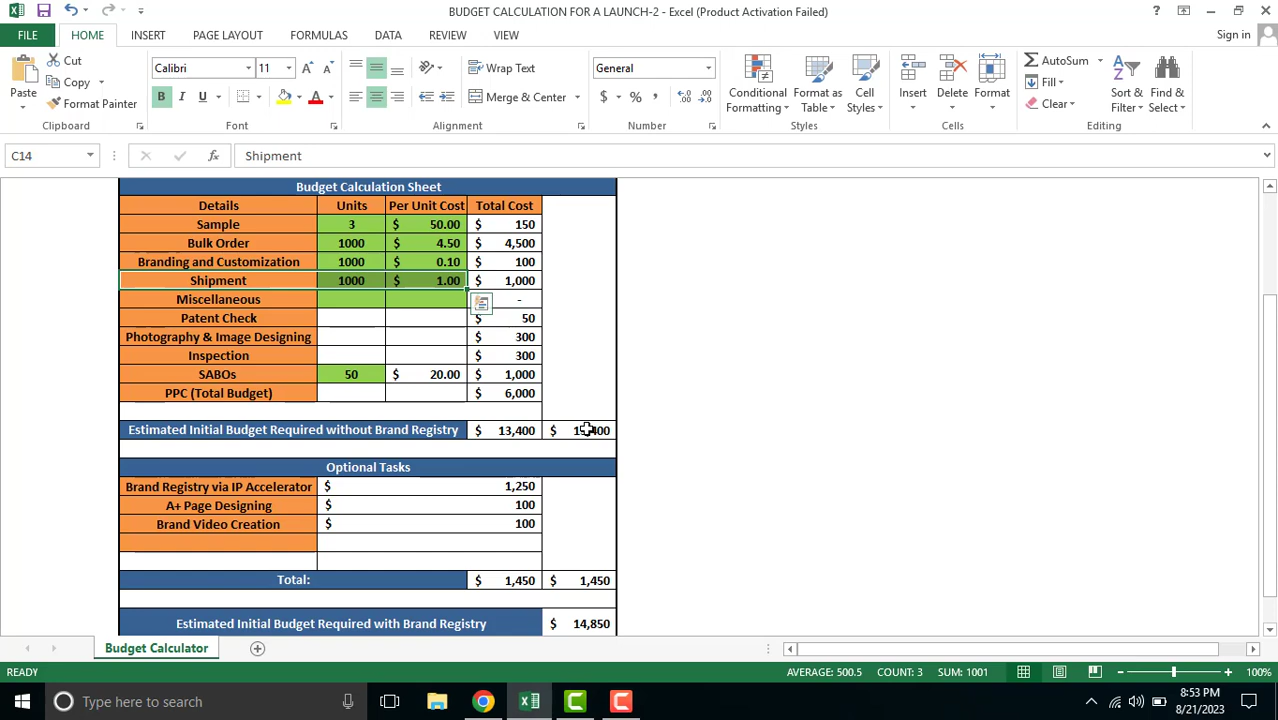 BUDGET CALCULATION FOR A LAUNCH-2 - Excel (Product Activation Failed)
FILE HOME INSERT PAGE LAYOUT FORMULAS DATA REVIEW VIEW Sign in
Paste Cut Copy Format Painter Clipboard
Calibri 11 B I U A Font
Wrap Text Merge & Center Alignment
General $ % , Number
Conditional Formatting Format as Table Cell Styles Styles
Insert Delete Format Cells
AutoSum Fill Clear Sort & Filter Find & Select Editing
C14 fx Shipment
Budget Calculation Sheet
Details Units Per Unit Cost Total Cost
Sample 3 $ 50.00 $ 150
Bulk Order 1000 $ 4.50 $ 4,500
Branding and Customization 1000 $ 0.10 $ 100
Shipment 1000 $ 1.00 $ 1,000
Miscellaneous -
Patent Check $ 50
Photography & Image Designing $ 300
Inspection $ 300
SABOs 50 $ 20.00 $ 1,000
PPC (Total Budget) $ 6,000
Estimated Initial Budget Required without Brand Registry $ 13,400 $
Optional Tasks
Brand Registry via IP Accelerator $ 1,250
A+ Page Designing $ 100
Brand Video Creation $ 100
Total: $ 1,450 $ 1,450
Estimated Initial Budget Required with Brand Registry $ 14,850
Budget Calculator
READY AVERAGE: 500.5 COUNT: 3 SUM: 1001 100%
Type here to search
8:53 PM
8/21/2023